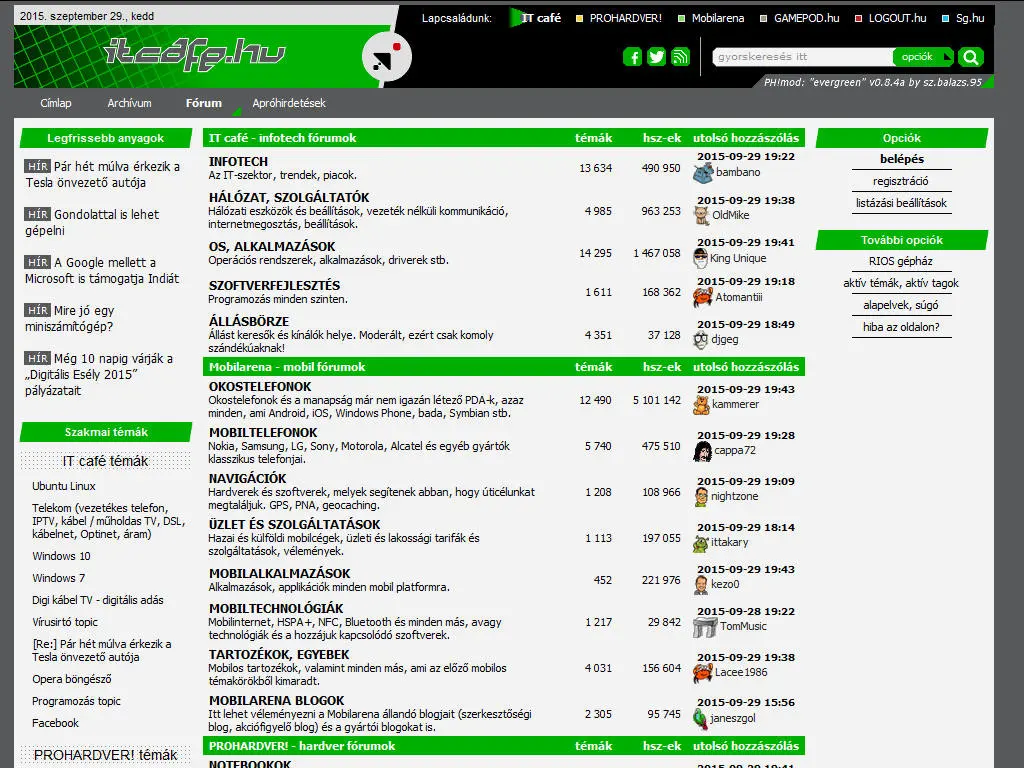 2015. szeptember 29., kedd
Lapcsaládunk: IT café PROHARDVER! Mobilarena GAMEPOD.hu LOGOUT.hu Sg.hu
itcafe.hu
gyorskeresés itt opciók
PH!mod: "evergreen" v0.8.4a by sz.balazs.95
Címlap Archívum Fórum Apróhirdetések
Legfrissebb anyagok
HÍR Pár hét múlva érkezik a
Tesla önvezető autója
HÍR Gondolattal is lehet
gépelni
HÍR A Google mellett a
Microsoft is támogatja Indiát
HÍR Mire jó egy
miniszámítógép?
HÍR Még 10 napig várják a
„Digitális Esély 2015”
pályázatait
Szakmai témák
IT café témák
Ubuntu Linux
Telekom (vezetékes telefon,
IPTV, kábel / műholdas TV, DSL,
kábelnet, Optinet, áram)
Windows 10
Windows 7
Digi kábel TV - digitális adás
Vírusirtó topic
[Re:] Pár hét múlva érkezik a
Tesla önvezető autója
Opera böngésző
Programozás topic
Facebook
PROHARDVER! témák
IT café - infotech fórumok témák hsz-ek utolsó hozzászólás
INFOTECH
Az IT-szektor, trendek, piacok.
13 634 490 950 2015-09-29 19:22
bambano
HÁLÓZAT, SZOLGÁLTATÓK
Hálózati eszközök és beállítások, vezeték nélküli kommunikáció,
internetmegosztás, beállítások.
4 985 963 253 2015-09-29 19:38
OldMike
OS, ALKALMAZÁSOK
Operációs rendszerek, alkalmazások, driverek stb.
14 295 1 467 058 2015-09-29 19:41
King Unique
SZOFTVERFEJLESZTÉS
Programozás minden szinten.
1 611 168 362 2015-09-29 19:18
Atomantiii
ÁLLÁSBÖRZE
Állást keresők és kínálók helye. Moderált, ezért csak komoly
szándékúaknak!
4 351 37 128 2015-09-29 18:49
djgeg
Mobilarena - mobil fórumok témák hsz-ek utolsó hozzászólás
OKOSTELEFONOK
Okostelefonok és a manapság már nem igazán létező PDA-k, azaz
minden, ami Android, iOS, Windows Phone, bada, Symbian stb.
12 490 5 101 142 2015-09-29 19:43
kammerer
MOBILTELEFONOK
Nokia, Samsung, LG, Sony, Motorola, Alcatel és egyéb gyártók
klasszikus telefonjai.
5 740 475 510 2015-09-29 19:28
cappa72
NAVIGÁCIÓK
Hardverek és szoftverek, melyek segítenek abban, hogy úticélunkat
megtaláljuk. GPS, PNA, geocaching.
1 208 108 966 2015-09-29 19:09
nightzone
ÜZLET ÉS SZOLGÁLTATÁSOK
Hazai és külföldi mobilcégek, üzleti és lakossági tarifák és
szolgáltatások, vélemények.
1 113 197 055 2015-09-29 18:14
ittakary
MOBILALKALMAZÁSOK
Alkalmazások, applikációk minden mobil platformra.
452 221 976 2015-09-29 19:43
kezo0
MOBILTECHNOLÓGIÁK
Mobilinternet, HSPA+, NFC, Bluetooth és minden más, avagy
technológiák és a hozzájuk kapcsolódó szoftverek.
1 217 29 842 2015-09-28 19:22
TomMusic
TARTOZÉKOK, EGYEBEK
Mobilos tartozékok, valamint minden más, ami az előző mobilos
témakörökből kimaradt.
4 031 156 604 2015-09-29 19:38
Lacee1986
MOBILARENA BLOGOK
Itt lehet véleményezni a Mobilarena állandó blogjait (szerkesztőségi
blog, akciófigyelő blog) és a gyártói blogokat is.
2 305 95 745 2015-09-29 15:56
janeszgol
PROHARDVER! - hardver fórumok témák hsz-ek utolsó hozzászólás
NOTEBOOKOK
2015-09-29 19:41
Opciók
belépés
regisztráció
listázási beállítások
További opciók
RIOS gépház
aktív témák, aktív tagok
alapelvek, súgó
hiba az oldalon?